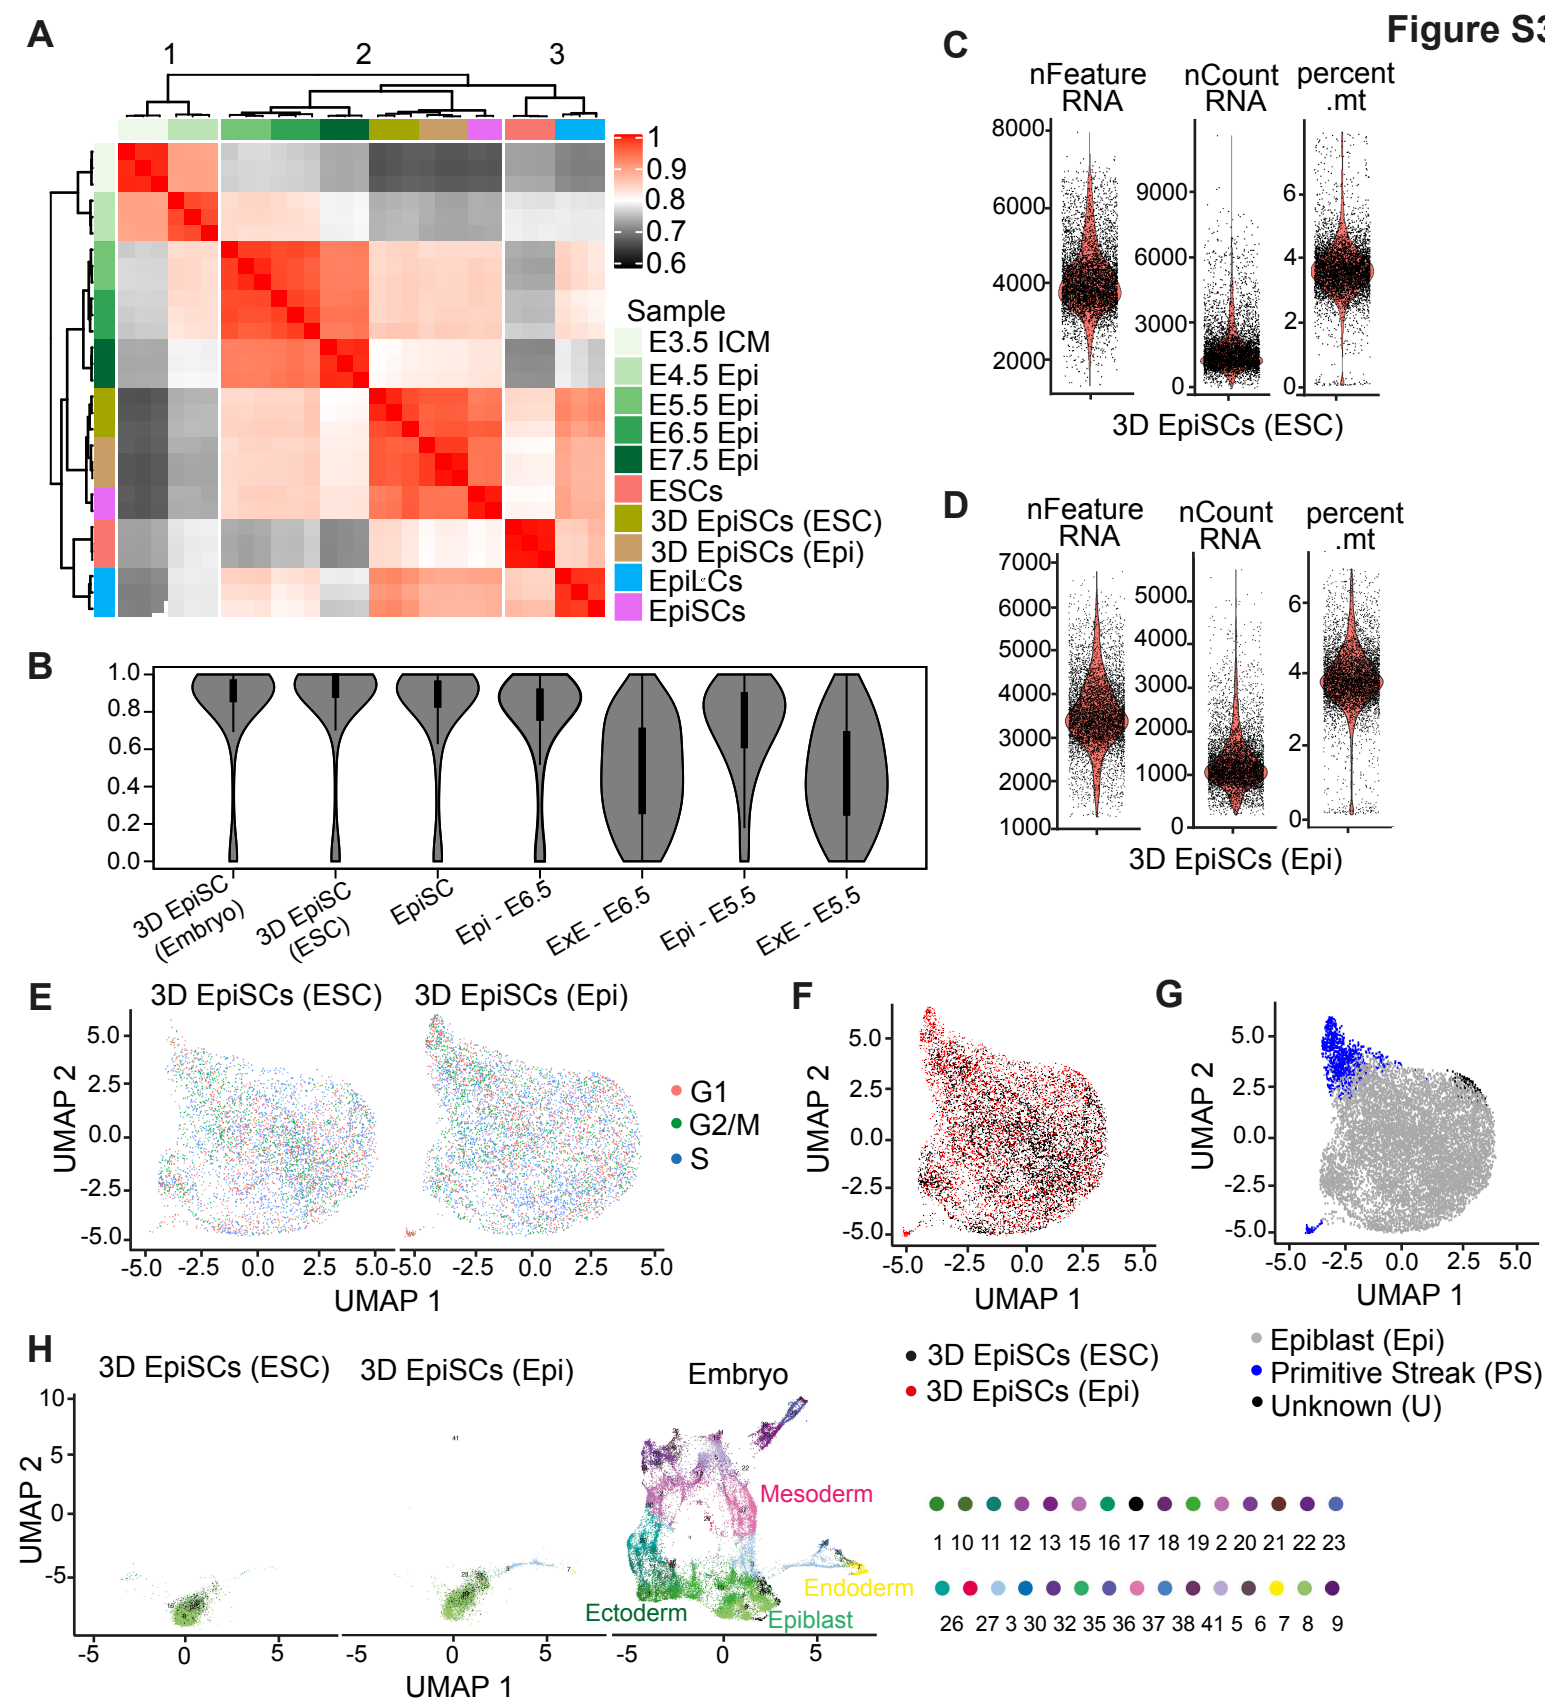 Figure S3
A
1 2 3
1
0.9
0.8
0.7
0.6
Sample
E3.5 ICM
E4.5 Epi
E5.5 Epi
E6.5 Epi
E7.5 Epi
ESCs
3D EpiSCs (ESC)
3D EpiSCs (Epi)
EpiLCs
EpiSCs
B
1.0
0.8
0.6
0.4
0.2
0.0
3D EpiSC
(Embryo)
3D EpiSC
(ESC)
EpiSC
Epi - E6.5
ExE - E6.5
Epi - E5.5
ExE - E5.5
C
nFeature
RNA
8000
6000
4000
2000
nCount
RNA
9000
6000
3000
0
percent
.mt
6
4
2
0
3D EpiSCs (ESC)
D
nFeature
RNA
7000
6000
5000
4000
3000
2000
1000
nCount
RNA
5000
4000
3000
2000
1000
0
percent
.mt
6
4
2
0
3D EpiSCs (Epi)
E
3D EpiSCs (ESC) 3D EpiSCs (Epi)
UMAP 2
5.0
2.5
0.0
-2.5
-5.0
-5.0 -2.5 0.0 2.5 5.0 -5.0 -2.5 0.0 2.5 5.0
UMAP 1
G1
G2/M
S
F
UMAP 2
5.0
2.5
0.0
-2.5
-5.0
-5.0 -2.5 0.0 2.5 5.0
UMAP 1
3D EpiSCs (ESC)
3D EpiSCs (Epi)
G
UMAP 2
5.0
2.5
0.0
-2.5
-5.0
-5.0 -2.5 0.0 2.5 5.0
UMAP 1
Epiblast (Epi)
Primitive Streak (PS)
Unknown (U)
H
3D EpiSCs (ESC) 3D EpiSCs (Epi) Embryo
UMAP 2
10
5
0
-5
41
Mesoderm
Endoderm
Ectoderm
Epiblast
-5 0 5 -5 0 5 -5 0 5
UMAP 1
1 10 11 12 13 15 16 17 18 19 2 20 21 22 23
26 27 3 30 32 35 36 37 38 41 5 6 7 8 9